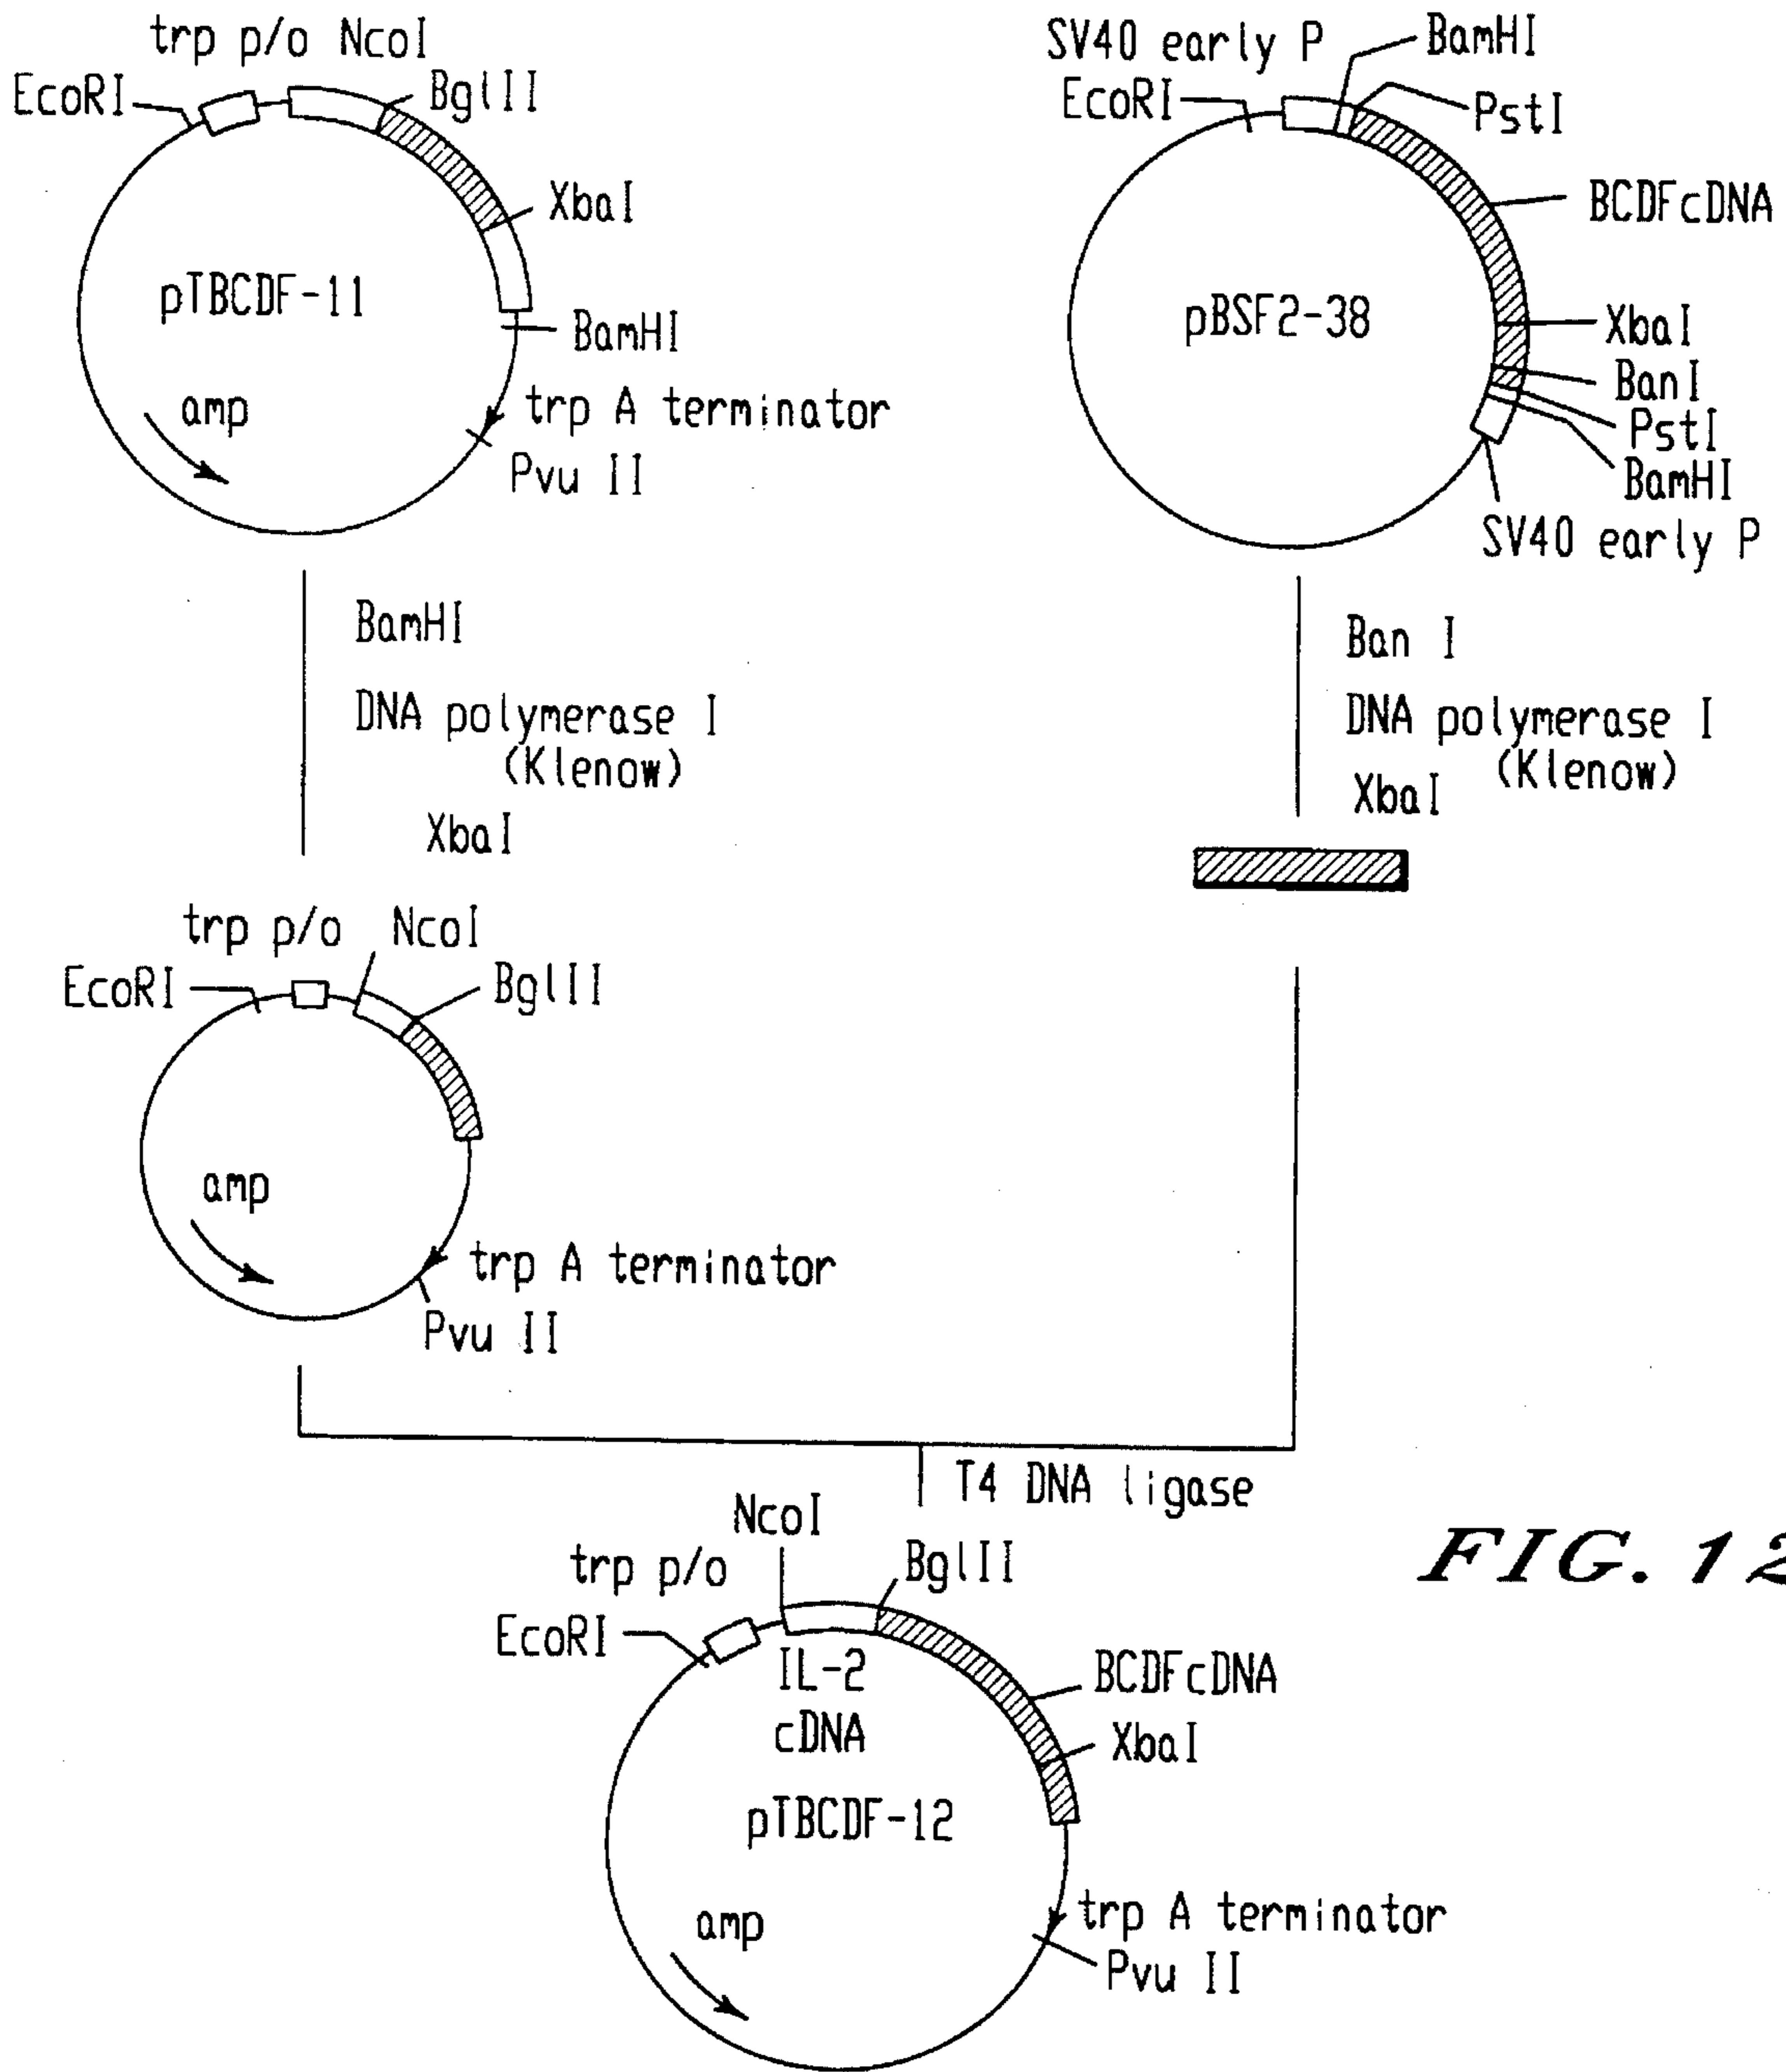 trp p/o NcoI
EcoRI
BglII
XbaI
pTBCDF-11
BamHI
amp
trp A terminator
Pvu II
SV40 early P
BamHI
EcoRI
PstI
BCDFcDNA
pBSF2-38
XbaI
BanI
PstI
BamHI
SV40 early P
BamHI
DNA polymerase I
(Klenow)
XbaI
Ban I
DNA polymerase I
(Klenow)
XbaI
trp p/o NcoI
EcoRI
BglII
amp
trp A terminator
Pvu II
T4 DNA ligase
FIG. 12
NcoI
trp p/o
BglII
EcoRI
IL-2
cDNA
BCDFcDNA
XbaI
pTBCDF-12
amp
trp A terminator
Pvu II